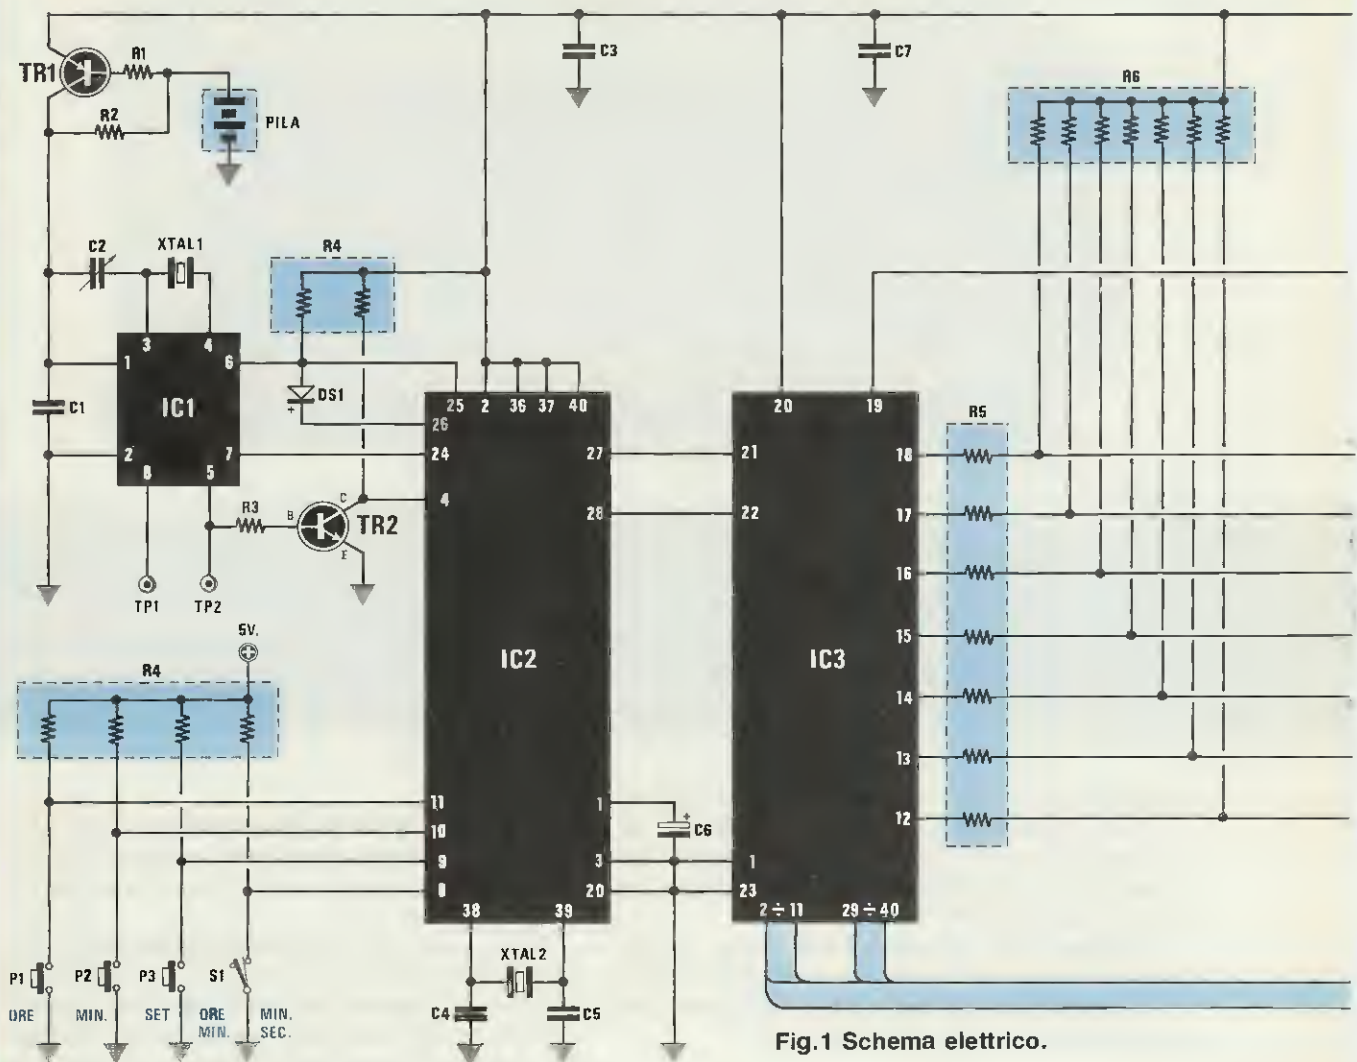 C3
C7
R1
TR1
R6
R2
PILA
C2
XTAL1
R4
3
4
1
6
DS1
C1
IC1
25
2
36
37
40
20
19
R5
26
2
7
24
27
21
18
8
5
4
C
R3
B
TR2
E
28
22
17
16
TP1
TP2
5V.
15
R4
IC2
IC3
14
13
11
1
C6
12
10
9
3
1
8
20
23
38
39
2÷11
29÷40
XTAL2
P1
P2
P3
S1
ORE
MIN.
SET
ORE MIN.
MIN. SEC.
C4
C5
Fig.1 Schema elettrico.